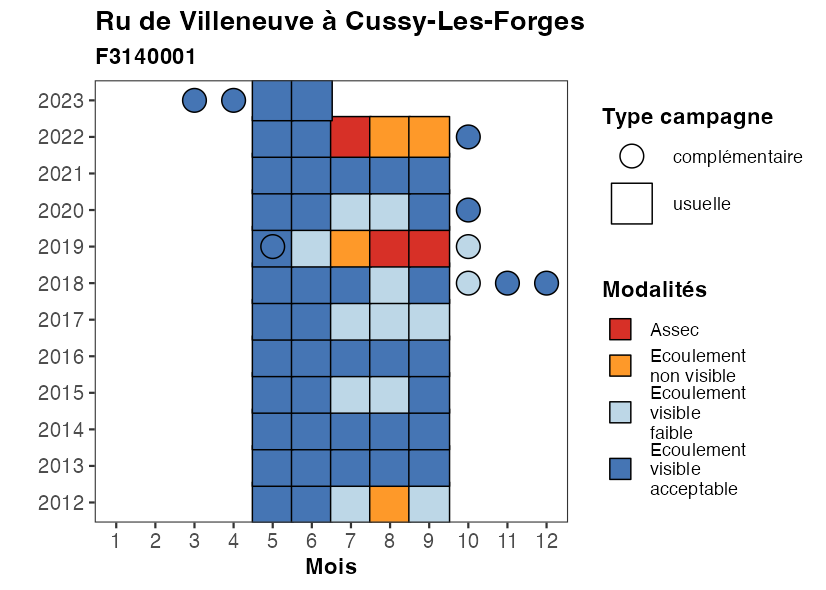 Ru de Villeneuve à Cussy-Les-Forges
F3140001
2023
2022
2021
2020
2019
2018
2017
2016
2015
2014
2013
2012
1 2 3 4 5 6 7 8 9 10 11 12
Mois
Type campagne
complémentaire
usuelle
Modalités
Assec
Ecoulement
non visible
Ecoulement
visible
faible
Ecoulement
visible
acceptable